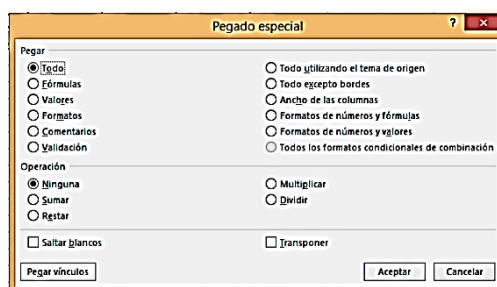 Pegado especial
?
Pegar
Todo
Todo utilizando el tema de origen
Fórmulas
Todo excepto bordes
Valores
Ancho de las columnas
Formatos
Formatos de números y fórmulas
Comentarios
Formatos de números y valores
Validación
Todos los formatos condicionales de combinación
Operación
Ninguna
Multiplicar
Sumar
Dividir
Restar
Saltar blancos
Transponer
Pegar vínculos
Aceptar
Cancelar